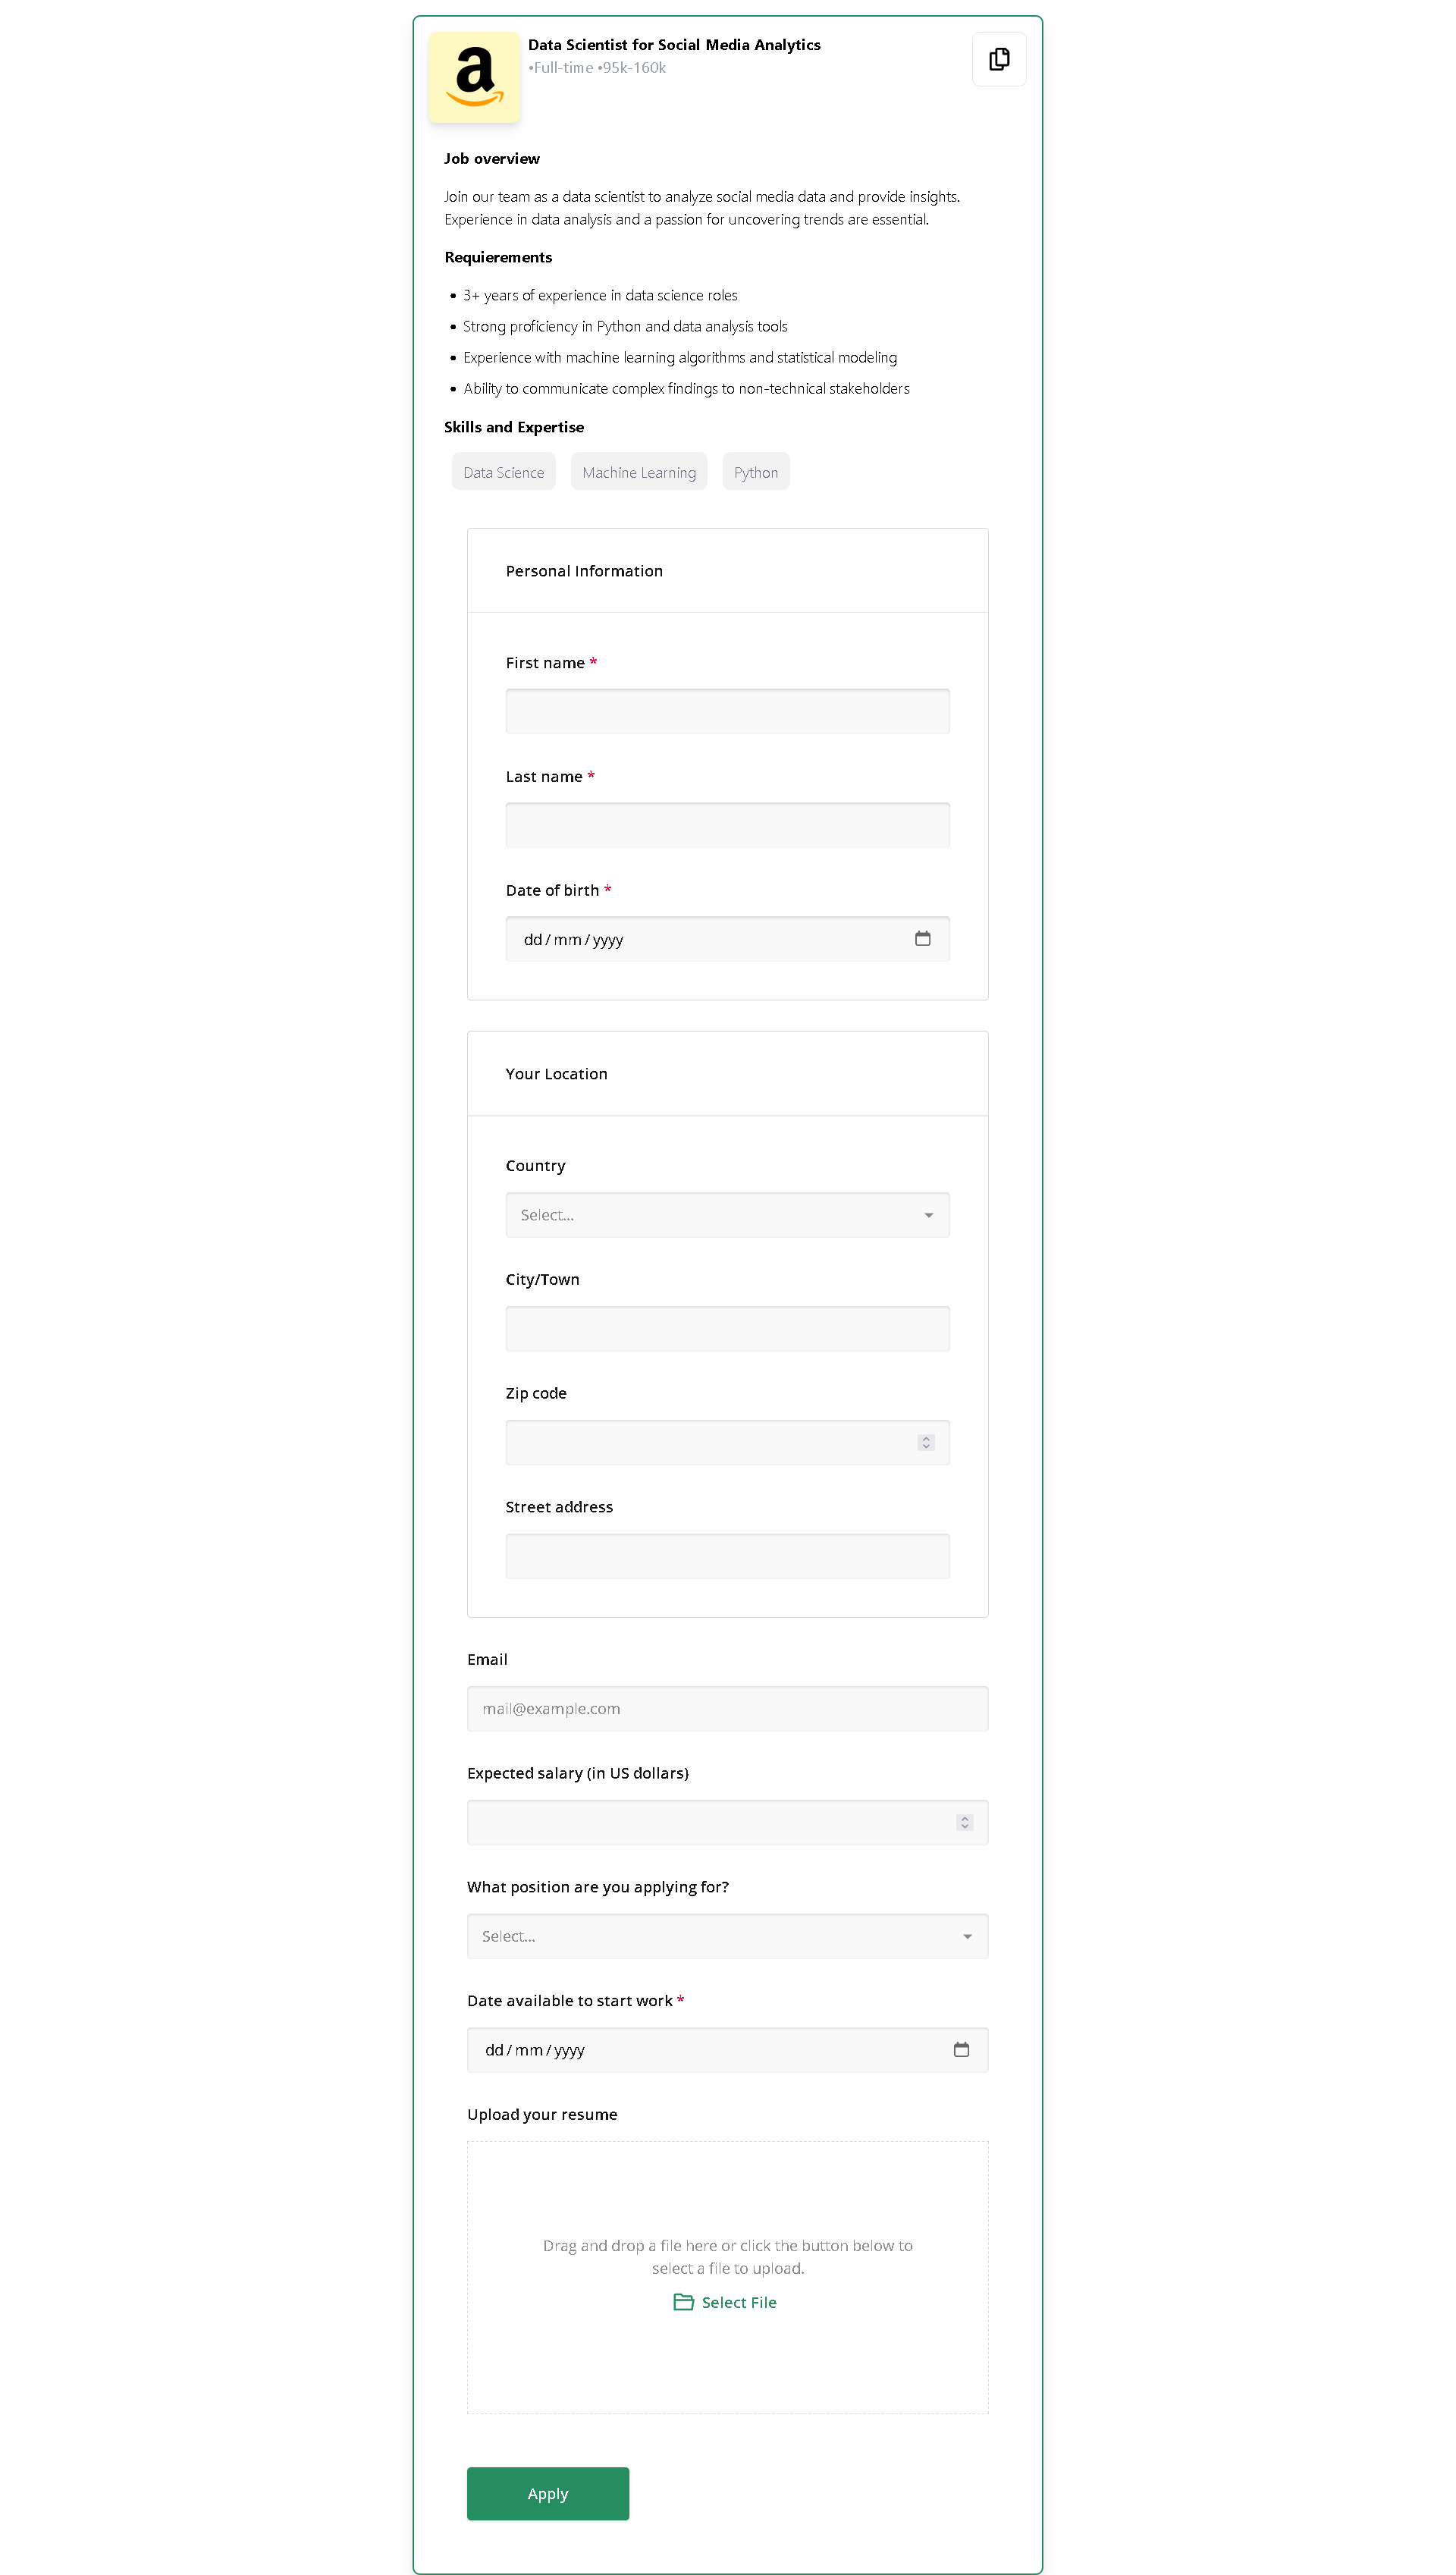 a
Data Scientist for Social Media Analytics
•Full-time •95k-160k
Job overview
Join our team as a data scientist to analyze social media data and provide insights.
Experience in data analysis and a passion for uncovering trends are essential.
Requierements
• 3+ years of experience in data science roles
• Strong proficiency in Python and data analysis tools
• Experience with machine learning algorithms and statistical modeling
• Ability to communicate complex findings to non-technical stakeholders
Skills and Expertise
Data Science Machine Learning Python
Personal Information
First name *
Last name *
Date of birth *
dd/mm/yyyy
Your Location
Country
Select...
City/Town
Zip code
Street address
Email
mail@example.com
Expected salary (in US dollars)
What position are you applying for?
Select...
Date available to start work *
dd/mm/yyyy
Upload your resume
Drag and drop a file here or click the button below to
select a file to upload.
Select File
Apply